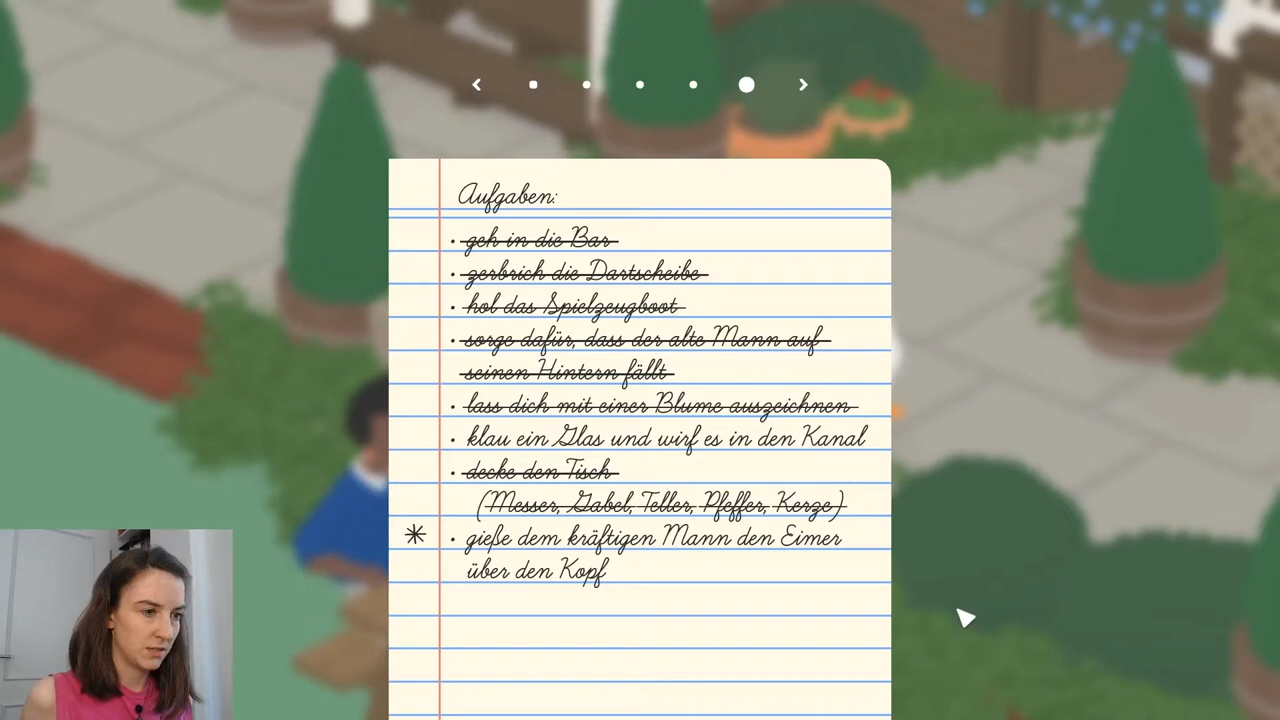 Aufgaben:
• geh in die Bar
• zerbrich die Dartscheibe
• hol das Spielzeugboot
• sorge dafür, dass der alte Mann auf
seinen Hintern fällt
• lass dich mit einer Blume auszeichnen
• klau ein Glas und wirf es in den Kanal
• decke den Tisch
(Messer, Gabel, Teller, Pfeffer, Kerze)
• gieße dem kräftigen Mann den Eimer
über den Kopf